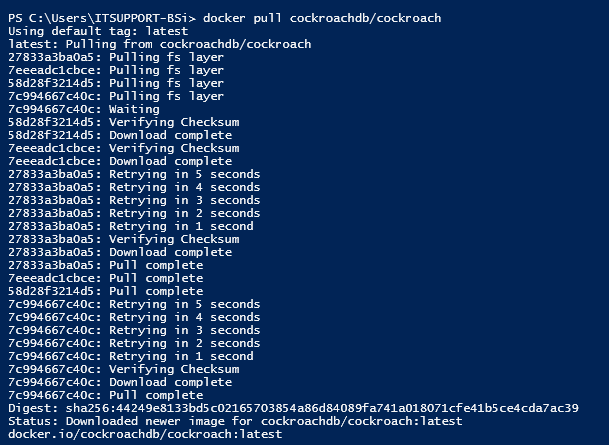 PS C:\Users\ITSUPPORT-BSi> docker pull cockroachdb/cockroach
Using default tag: latest
latest: Pulling from cockroachdb/cockroach
27833a3ba0a5: Pulling fs layer
7eeeadc1cbce: Pulling fs layer
58d28f3214d5: Pulling fs layer
7c994667c40c: Pulling fs layer
7c994667c40c: Waiting
58d28f3214d5: Verifying Checksum
58d28f3214d5: Download complete
7eeeadc1cbce: Verifying Checksum
7eeeadc1cbce: Download complete
27833a3ba0a5: Retrying in 5 seconds
27833a3ba0a5: Retrying in 4 seconds
27833a3ba0a5: Retrying in 3 seconds
27833a3ba0a5: Retrying in 2 seconds
27833a3ba0a5: Retrying in 1 second
27833a3ba0a5: Verifying Checksum
27833a3ba0a5: Download complete
27833a3ba0a5: Pull complete
7eeeadc1cbce: Pull complete
58d28f3214d5: Pull complete
7c994667c40c: Retrying in 5 seconds
7c994667c40c: Retrying in 4 seconds
7c994667c40c: Retrying in 3 seconds
7c994667c40c: Retrying in 2 seconds
7c994667c40c: Retrying in 1 second
7c994667c40c: Verifying Checksum
7c994667c40c: Download complete
7c994667c40c: Pull complete
Digest: sha256:44249e8133bd5c02165703854a86d84089fa741a018071cfe41b5ce4cda7ac39
Status: Downloaded newer image for cockroachdb/cockroach:latest
docker.io/cockroachdb/cockroach:latest